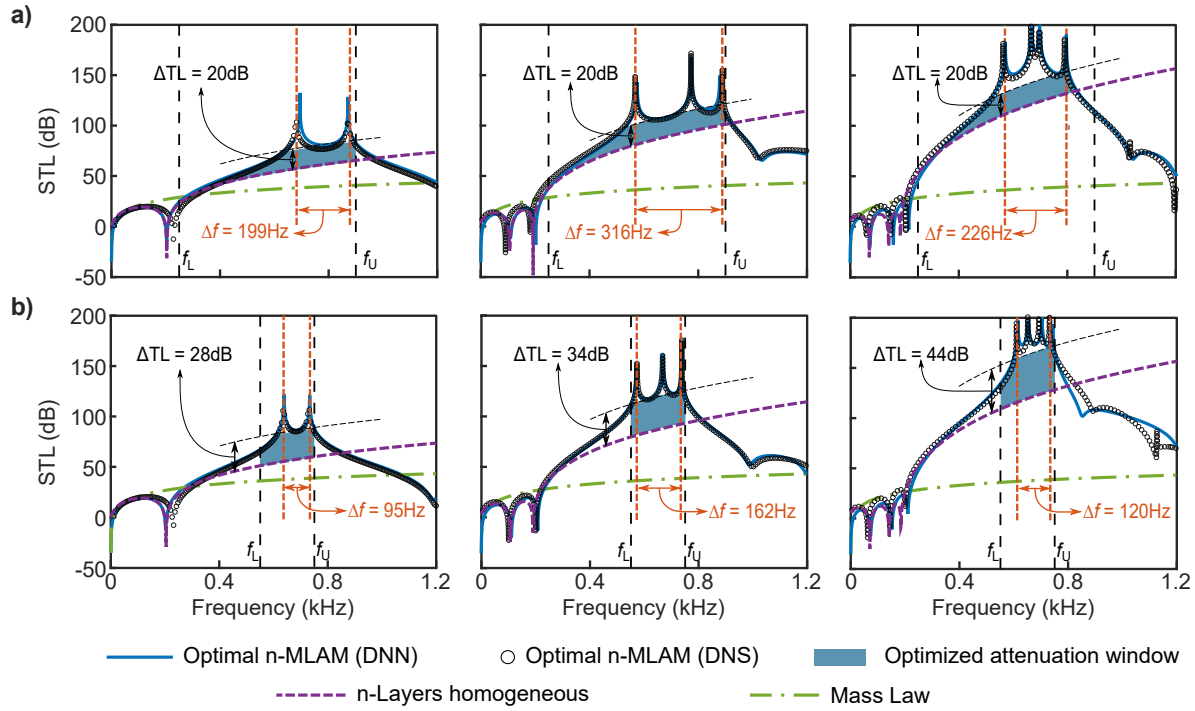 a)
200
150
100
50
0
-50
STL (dB)
ΔTL = 20dB
Δf = 199Hz
fL
fU
ΔTL = 20dB
Δf = 316Hz
fL
fU
ΔTL = 20dB
Δf = 226Hz
fL
fU
b)
200
150
100
50
0
-50
STL (dB)
ΔTL = 28dB
Δf = 95Hz
fL
fU
ΔTL = 34dB
Δf = 162Hz
fL
fU
ΔTL = 44dB
Δf = 120Hz
fL
fU
0 0.4 0.8 1.2
0 0.4 0.8 1.2
0 0.4 0.8 1.2
Frequency (kHz)
Frequency (kHz)
Frequency (kHz)
Optimal n-MLAM (DNN)
Optimal n-MLAM (DNS)
Optimized attenuation window
n-Layers homogeneous
Mass Law